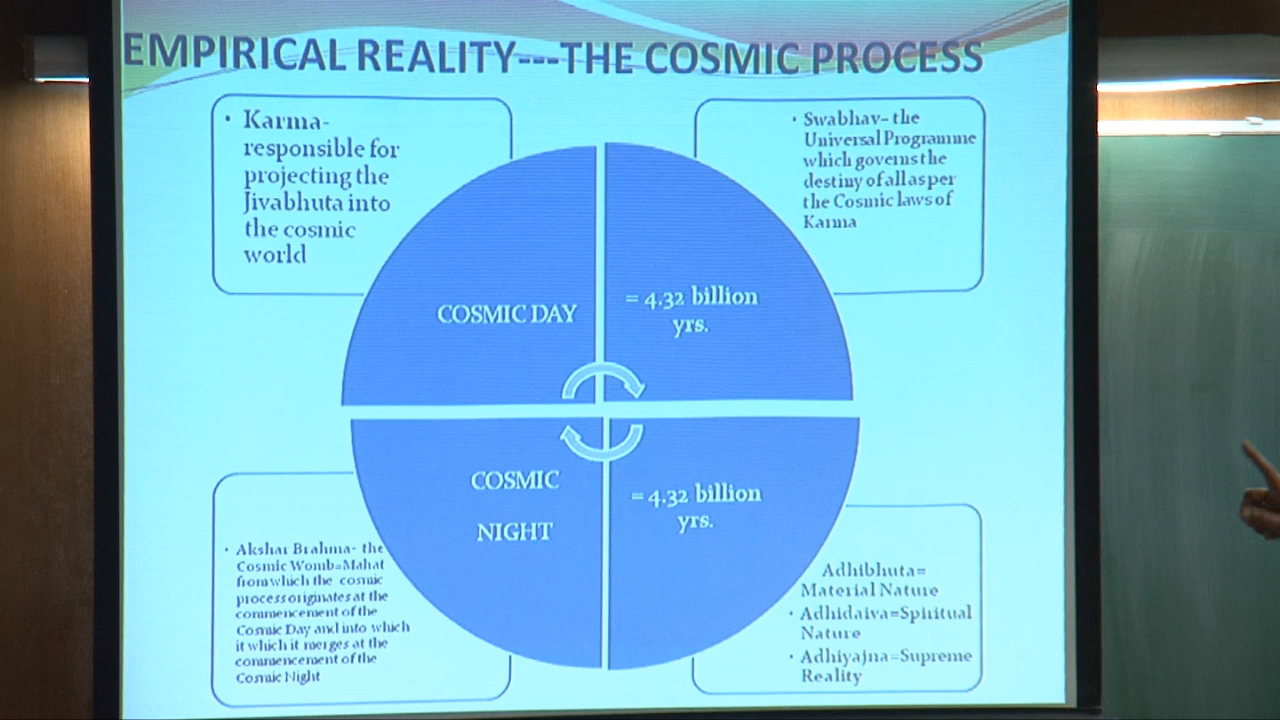 EMPIRICAL REALITY---THE COSMIC PROCESS
• Karma-
responsible for
projecting the
Jivabhuta into
the cosmic
world
• Swabhav– the
Universal Programme
which governs the
destiny of all as per
the Cosmic laws of
Karma
COSMIC DAY
= 4.32 billion
yrs.
COSMIC
NIGHT
= 4.32 billion
yrs.
• Akshar Brahma- the
Cosmic Womb=Mahat
from which the cosmic
process originates at the
commencement of the
Cosmic Day and into which
it which it merges at the
commencement of the
Cosmic Night
Adhibhuta=
Material Nature
• Adhidaiva=Spiritual
Nature
• Adhiyajna=Supreme
Reality